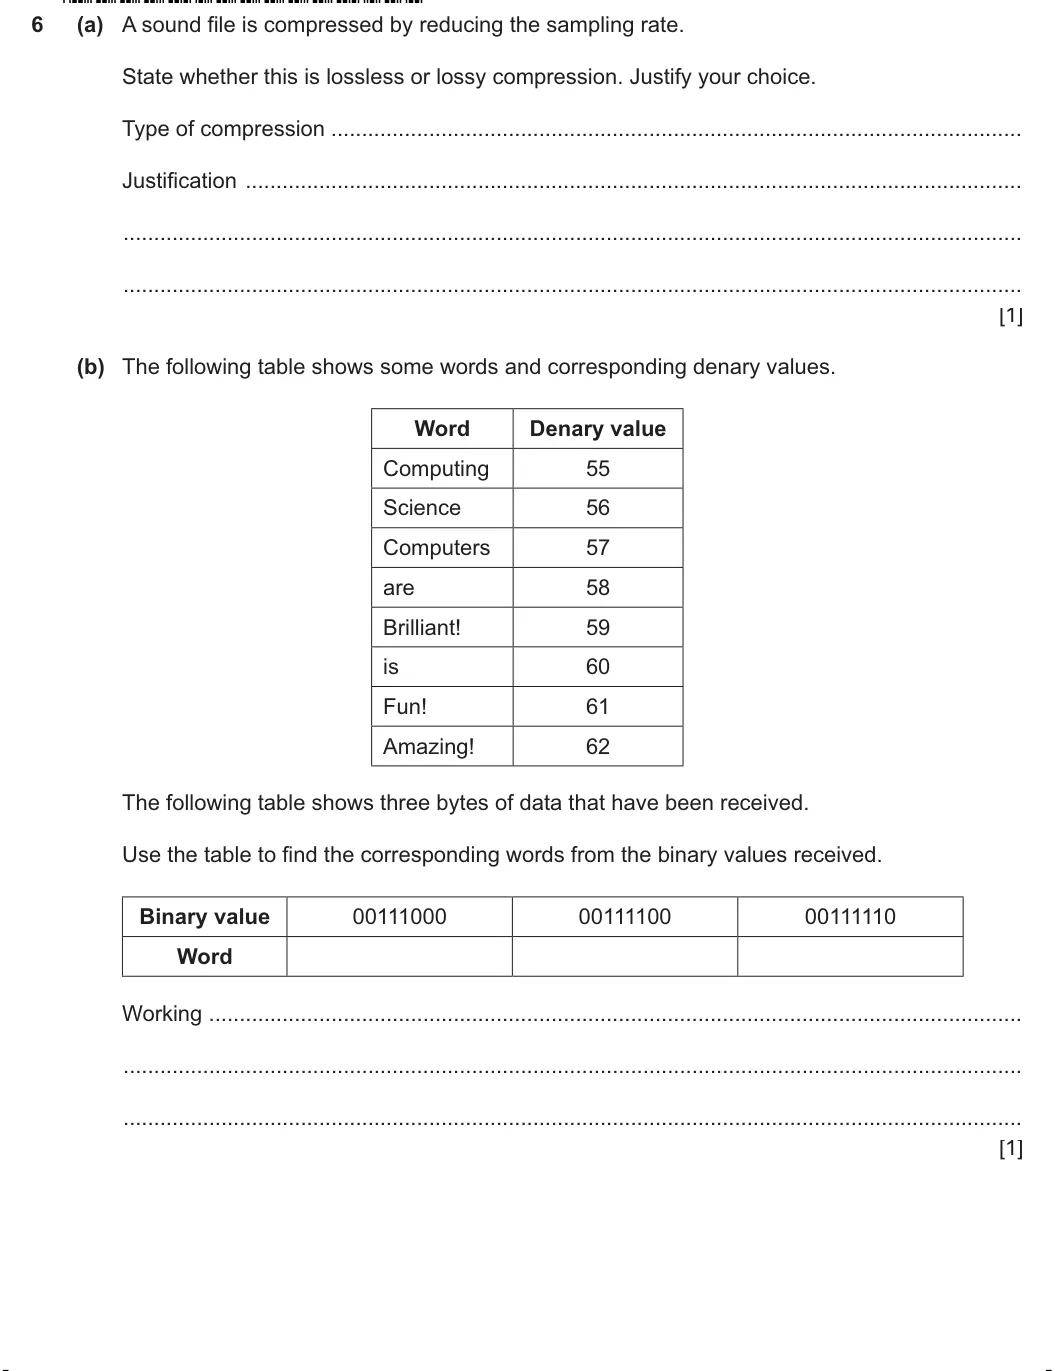 6 (a) A sound file is compressed by reducing the sampling rate.
State whether this is lossless or lossy compression. Justify your choice.
Type of compression ..................................................................................................................
Justification ................................................................................................................................
....................................................................................................................................................
....................................................................................................................................................
[1]
(b) The following table shows some words and corresponding denary values.
Word Denary value
Computing 55
Science 56
Computers 57
are 58
Brilliant! 59
is 60
Fun! 61
Amazing! 62
The following table shows three bytes of data that have been received.
Use the table to find the corresponding words from the binary values received.
Binary value 00111000 00111100 00111110
Word
Working ......................................................................................................................................
....................................................................................................................................................
....................................................................................................................................................
[1]